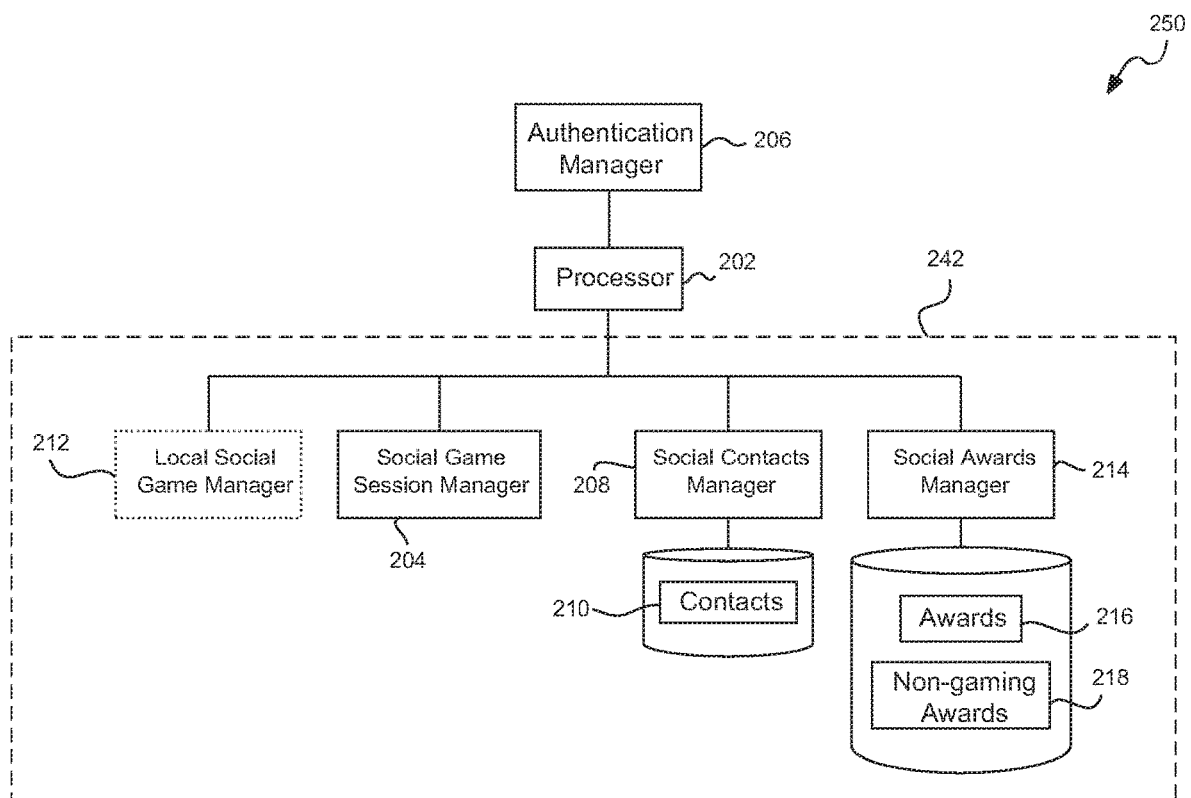 250
Authentication
Manager
206
Processor
202
242
212
Local Social
Game Manager
Social Game
Session Manager
204
208
Social Contacts
Manager
Social Awards
Manager
214
210
Contacts
Awards
216
Non-gaming
Awards
218